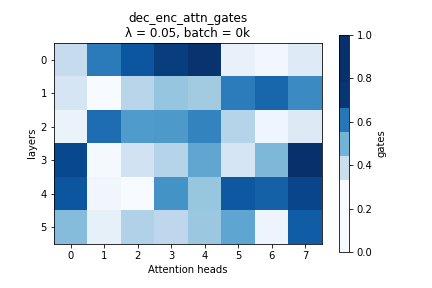 dec_enc_attn_gates
λ = 0.05, batch = 0k
layers
0
1
2
3
4
5
0 1 2 3 4 5 6 7
Attention heads
1.0
0.8
0.6
0.4
0.2
0.0
gates